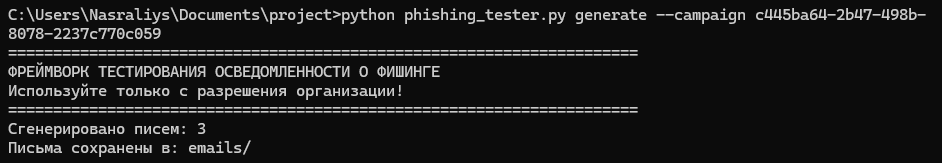 C:\Users\Nasraliys\Documents\project>python phishing_tester.py generate --campaign c445ba64-2b47-498b-
8078-2237c770c059
======================================================================
ФРЕЙМВОРК ТЕСТИРОВАНИЯ ОСВЕДОМЛЕННОСТИ О ФИШИНГЕ
Используйте только с разрешения организации!
======================================================================
Сгенерировано писем: 3
Письма сохранены в: emails/